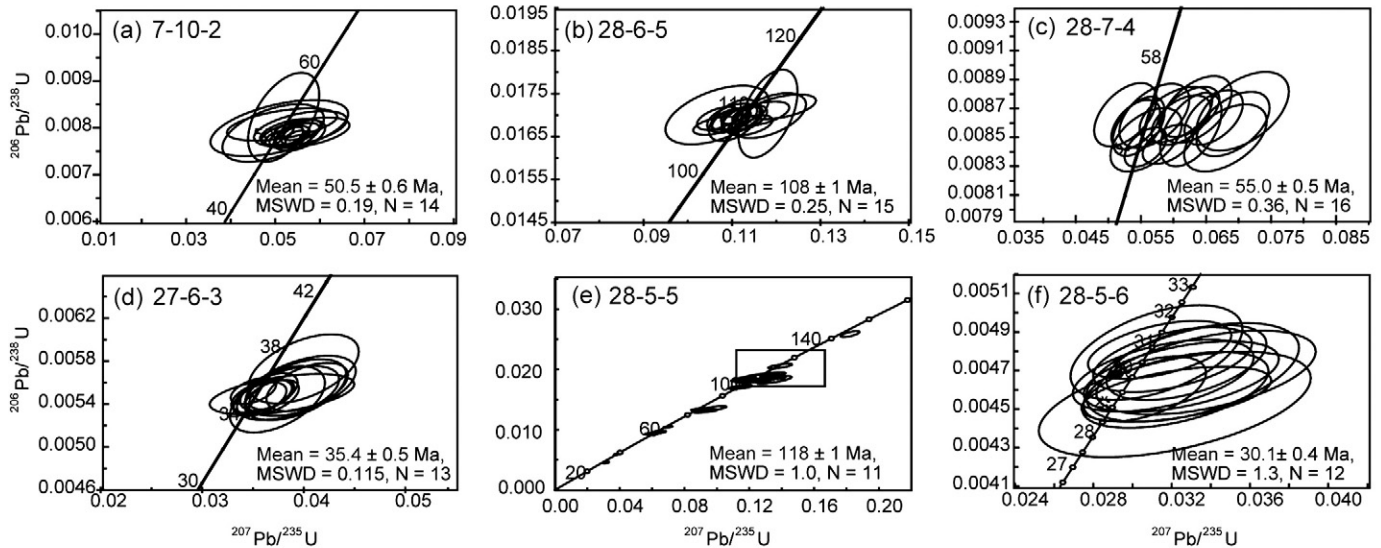 (a) 7-10-2
0.0105
0.010
0.009
0.008
0.007
0.006
60
40
Mean = 50.5 ± 0.6 Ma,
MSWD = 0.19, N = 14
0.01 0.03 0.05 0.07 0.09
(b) 28-6-5
0.0195
0.0185
0.0175
0.0165
0.0155
0.0145
120
110
100
Mean = 108 ± 1 Ma,
MSWD = 0.25, N = 15
0.07 0.09 0.11 0.13 0.15
(c) 28-7-4
0.0093
0.0091
0.0089
0.0087
0.0085
0.0083
0.0081
0.0079
58
Mean = 55.0 ± 0.5 Ma,
MSWD = 0.36, N = 16
0.035 0.045 0.055 0.065 0.075 0.085
206Pb/238U
(d) 27-6-3
0.0062
0.0058
0.0054
0.0050
0.0046
42
38
34
30
Mean = 35.4 ± 0.5 Ma,
MSWD = 0.115, N = 13
0.02 0.03 0.04 0.05
207Pb/235U
(e) 28-5-5
0.030
0.020
0.010
0.000
140
60
20
Mean = 118 ± 1 Ma,
MSWD = 1.0, N = 11
0.00 0.04 0.08 0.12 0.16 0.20
207Pb/235U
(f) 28-5-6
0.0051
0.0049
0.0047
0.0045
0.0043
0.0041
33
32
31
28
27
Mean = 30.1 ± 0.4 Ma,
MSWD = 1.3, N = 12
0.024 0.028 0.032 0.036 0.040
207Pb/235U
206Pb/238U